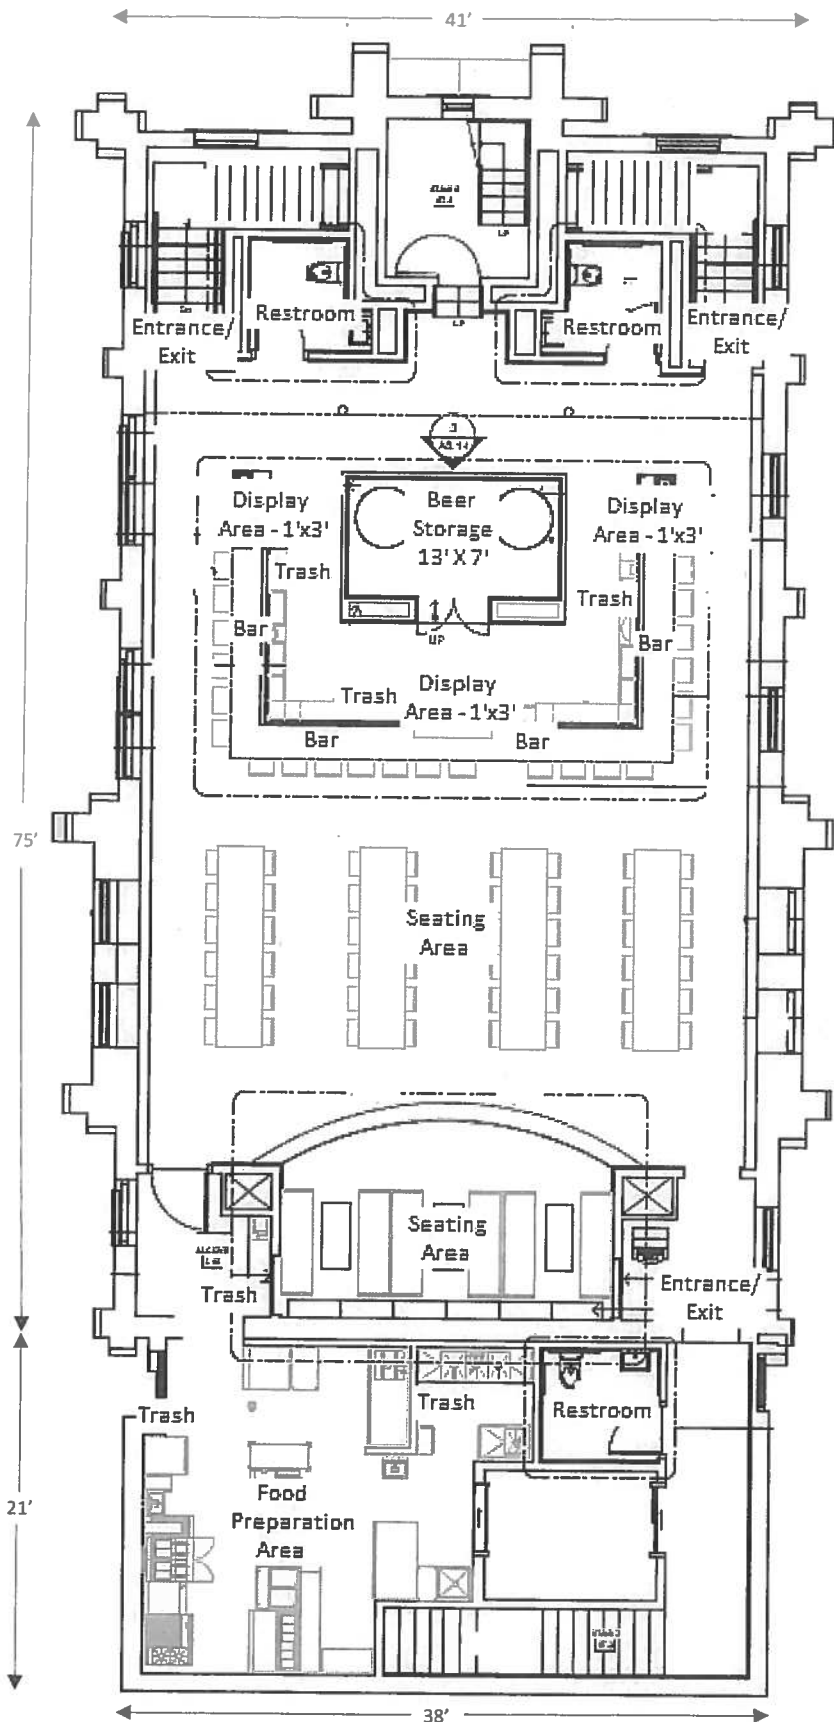 41'
Restroom
Restroom
Entrance/
Exit
Entrance/
Exit
UP
3
Display
Area - 1'x3'
Beer
Storage
13' X 7'
Display
Area - 1'x3'
Trash
Trash
Bar
Bar
UP
Trash
Display
Area - 1'x3'
Bar
Bar
75'
Seating
Area
Seating
Area
Trash
Entrance/
Exit
Trash
Trash
Restroom
21'
Food
Preparation
Area
38'